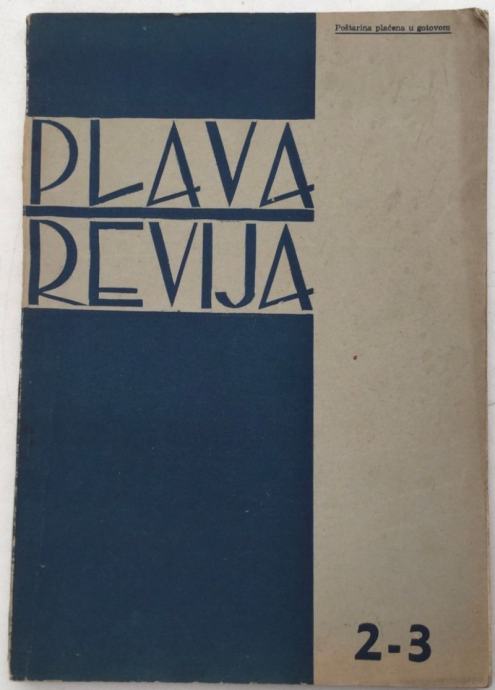 Poštarina plaćena u gotovom
PLAVA
REVIJA
2-3